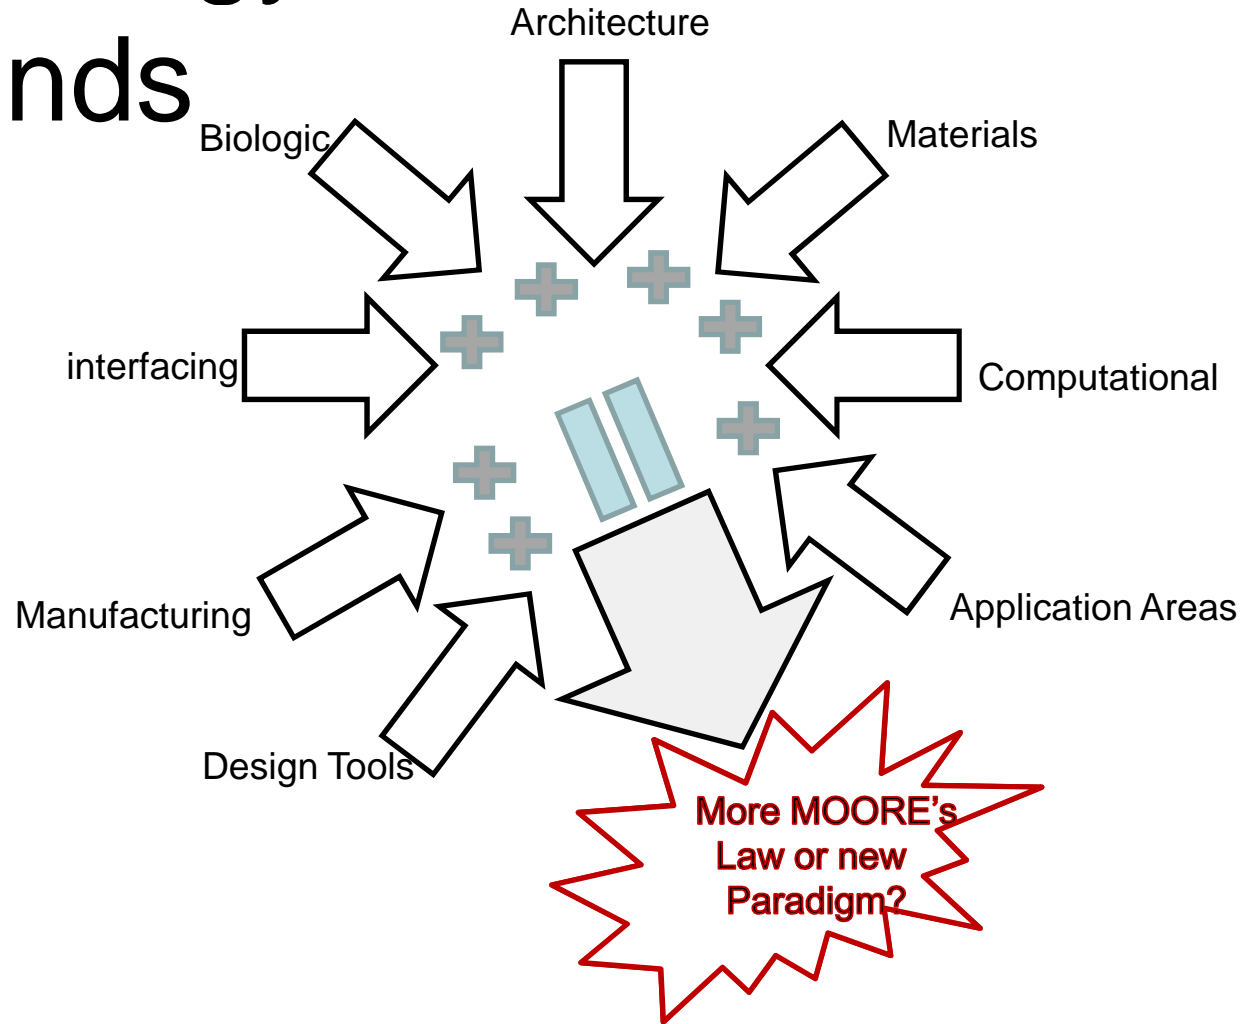 nds
Architecture
Biologic
Materials
interfacing
Computational
Manufacturing
Application Areas
Design Tools
More MOORE's
Law or new
Paradigm?